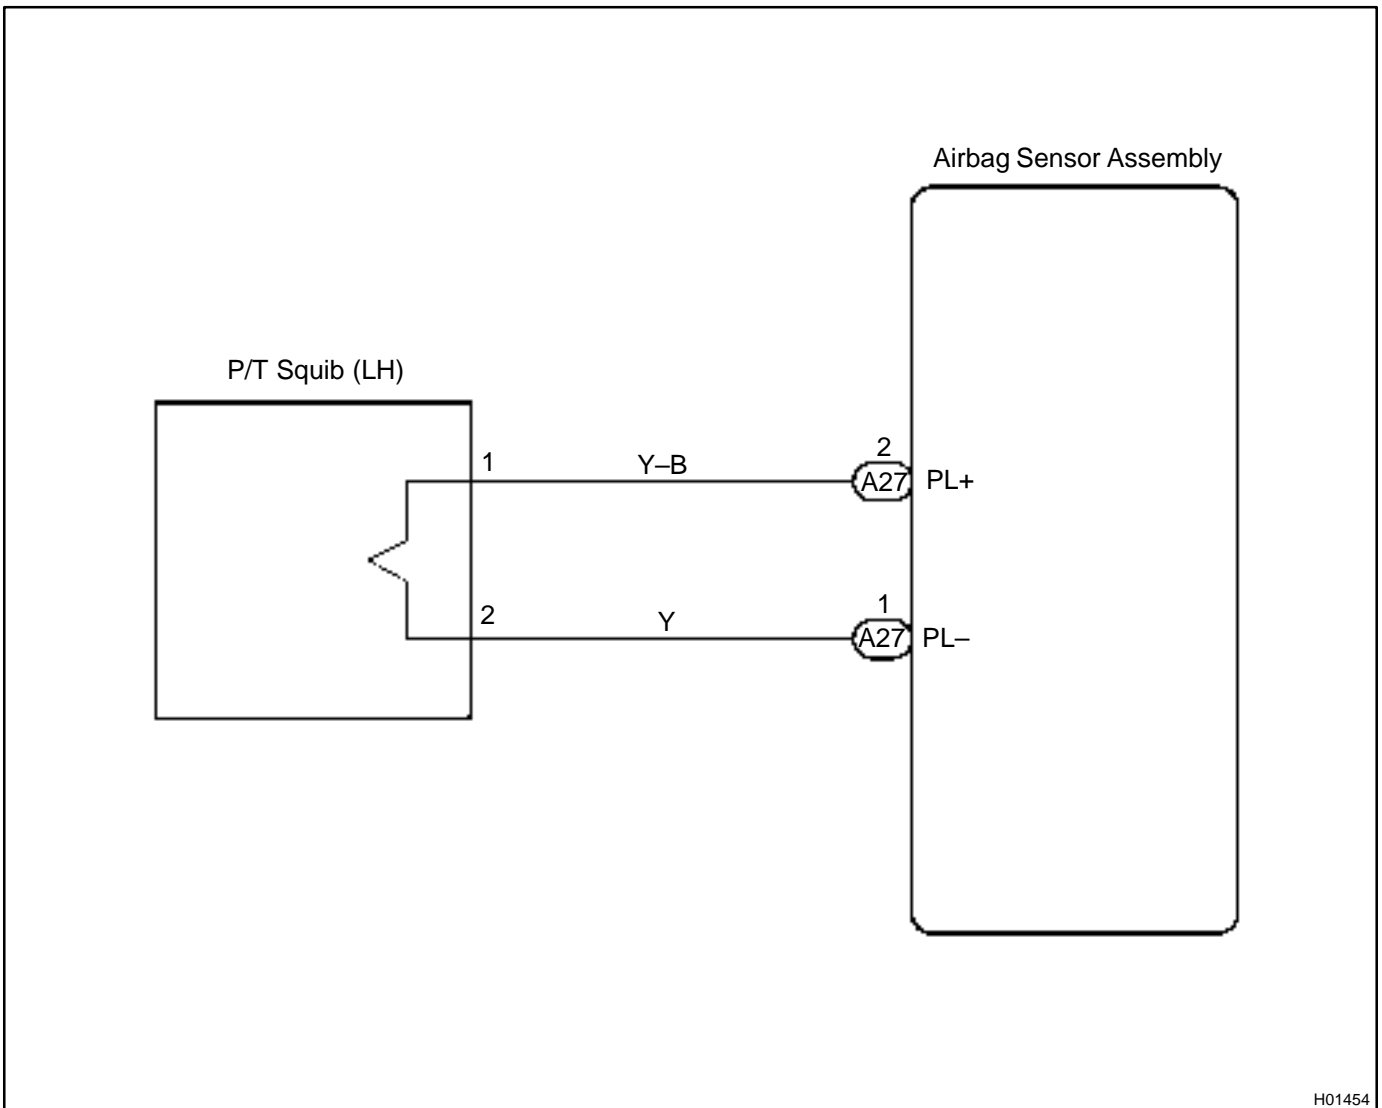 Airbag Sensor Assembly
P/T Squib (LH)
1
Y–B
2
A27
PL+
2
Y
1
A27
PL–
H01454